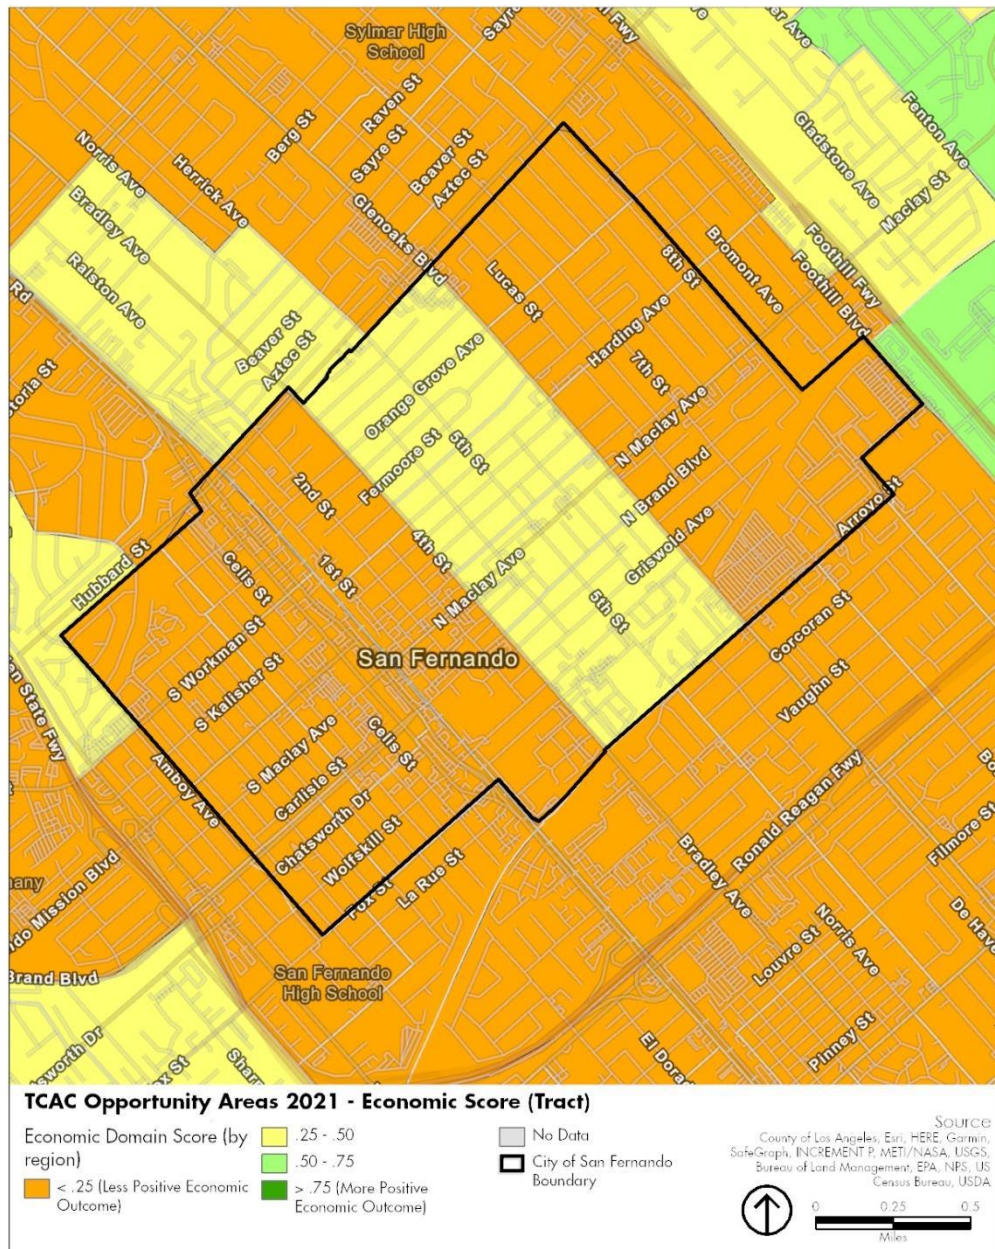 Sylmar High
School
Sayre
Fwy
Fenton Ave
Gladstone Ave
Maclay St
Raven St
Berg St
Sayre St
Beaver St
Aztec St
Norris Ave
Herrick Ave
Bradley Ave
Glenoaks Blvd
Ralston Ave
Rd
Lucas St
8th St
Bromont Ave
Foothill Fwy
Foothill Blvd
Harding Ave
Beaver St
Aztec St
Orange Grove Ave
7th St
N Maclay Ave
Fermoore St
5th St
2nd St
N Brand Blvd
Arroyo St
4th St
Griswold Ave
Hubbard St
Cells St
1st St
N Maclay Ave
5th St
Corcoran St
S Workman St
San Fernando
S Kalisher St
Vaughn St
State Fwy
Cells St
S Maclay Ave
Amboy Ave
Carlisle St
Ronald Reagan Fwy
Chatsworth Dr
Filmore St
Wolfskill St
Bradley Ave
La Rue St
Fox St
Mission Blvd
Norris Ave
Louvre St
Brand Blvd
San Fernando
High School
Pinney St
TCAC Opportunity Areas 2021 - Economic Score (Tract)
Economic Domain Score (by
region)
< .25 (Less Positive Economic
Outcome)
.25 - .50
.50 - .75
> .75 (More Positive
Economic Outcome)
No Data
City of San Fernando
Boundary
Source
County of Los Angeles, Esri, HERE, Garmin,
SafeGraph, INCREMENT P, METI/NASA, USGS,
Bureau of Land Management, EPA, NPS, US
Census Bureau, USDA
0 0.25 0.5
Miles